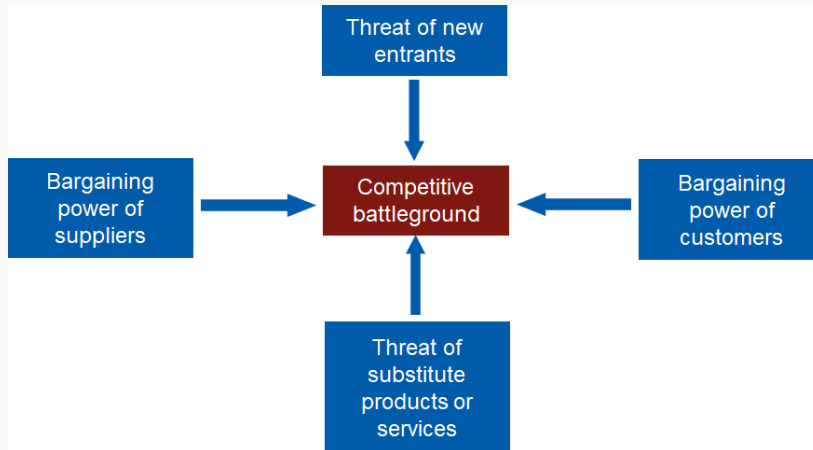 Threat of new
entrants
Bargaining
power of
suppliers
Competitive
battleground
Bargaining
power of
customers
Threat of
substitute
products or
services